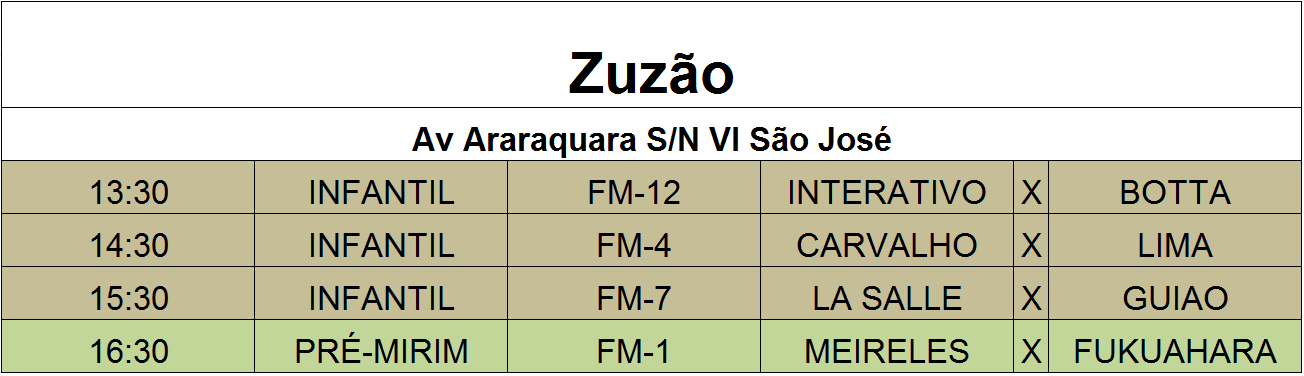 Zuzão
Av Araraquara S/N Vl São José
13:30 INFANTIL FM-12 INTERATIVO X BOTTA
14:30 INFANTIL FM-4 CARVALHO X LIMA
15:30 INFANTIL FM-7 LA SALLE X GUIAO
16:30 PRÉ-MIRIM FM-1 MEIRELES X FUKUAHARA